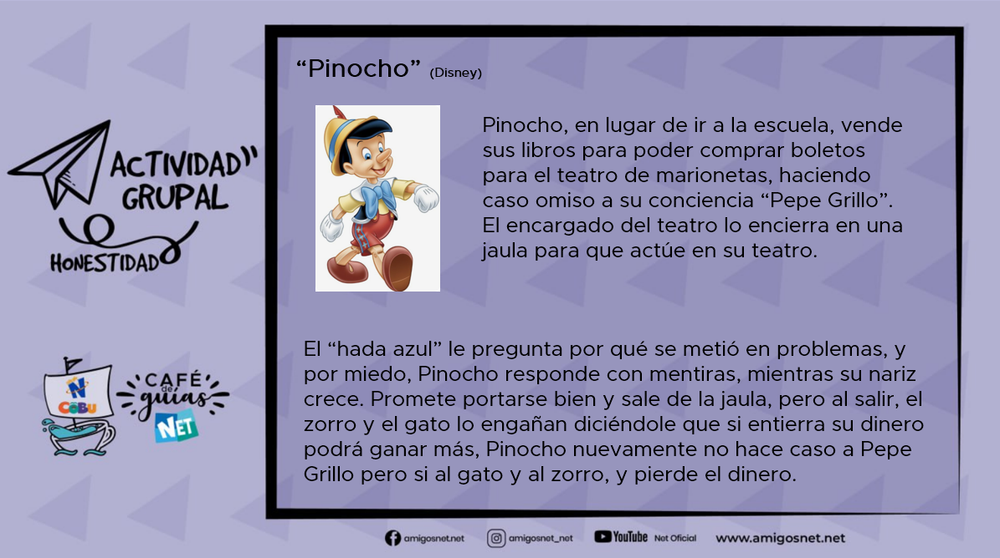 “Pinocho” (Disney)
Pinocho, en lugar de ir a la escuela, vende
sus libros para poder comprar boletos
para el teatro de marionetas, haciendo
caso omiso a su conciencia “Pepe Grillo”.
El encargado del teatro lo encierra en una
jaula para que actúe en su teatro.
ACTIVIDAD”
GRUPAL
HONESTIDAD
El “hada azul” le pregunta por qué se metió en problemas, y
por miedo, Pinocho responde con mentiras, mientras su nariz
crece. Promete portarse bien y sale de la jaula, pero al salir, el
zorro y el gato lo engañan diciéndole que si entierra su dinero
podrá ganar más, Pinocho nuevamente no hace caso a Pepe
Grillo pero si al gato y al zorro, y pierde el dinero.
N
COBU
CAFÉ
de
guías
NET
amigosnet.net
amigosnet_net
YouTube Net Oficial
www.amigosnet.net